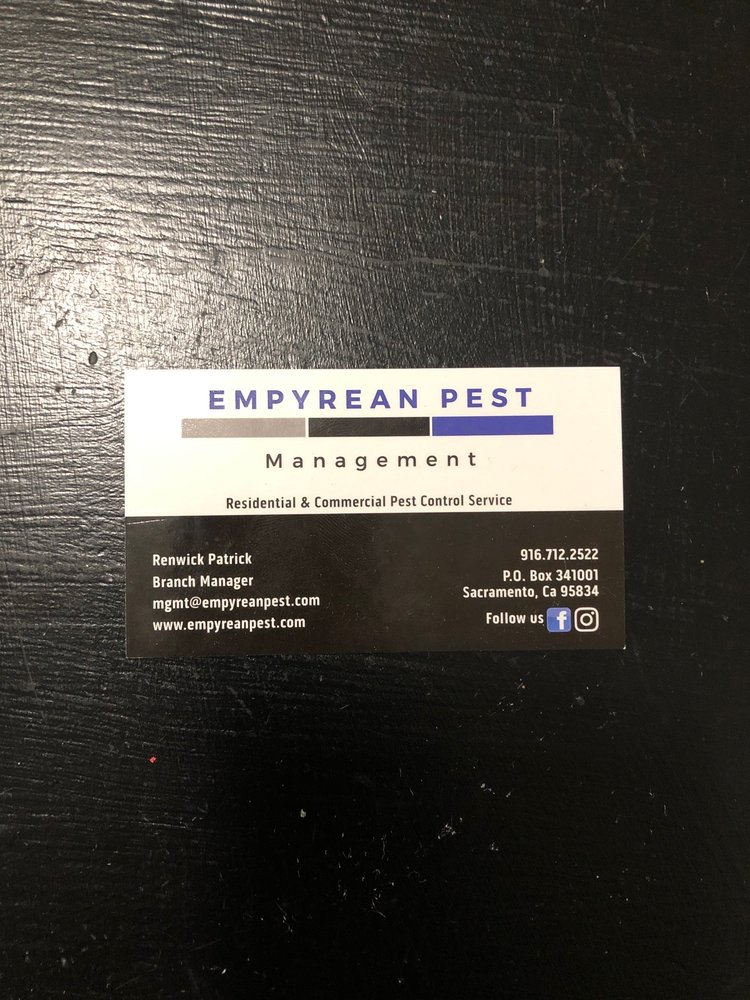 EMPYREAN PEST
Management
Residential & Commercial Pest Control Service
Renwick Patrick
Branch Manager
mgmt@empyreanpest.com
www.empyreanpest.com
916.712.2522
P.O. Box 341001
Sacramento, Ca 95834
Follow us